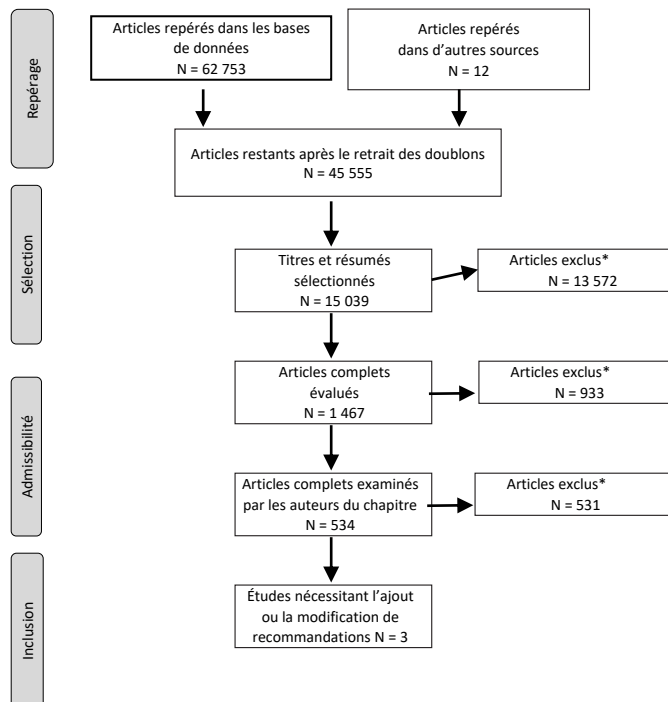 Repérage
Articles repérés dans les bases
de données
N = 62 753
Articles repérés
dans d'autres sources
N = 12
Articles restants après le retrait des doublons
N = 45 555
Sélection
Titres et résumés
sélectionnés
N = 15 039
Articles exclus*
N = 13 572
Articles complets
évalués
N = 1 467
Articles exclus*
N = 933
Admissibilité
Articles complets examinés
par les auteurs du chapitre
N = 534
Articles exclus*
N = 531
Inclusion
Études nécessitant l'ajout
ou la modification de
recommandations N = 3